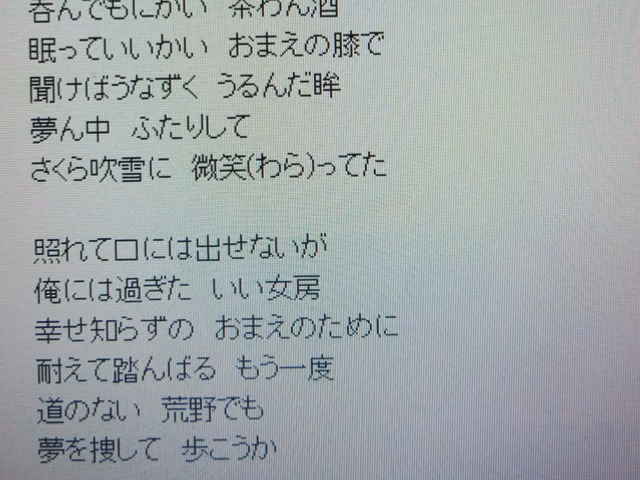 呑んでもにがい　茶わん酒
眠っていいかい　おまえの膝で
聞けばうなずく　うるんだ眸
夢ん中　ふたりして
さくら吹雪に　微笑(わら)ってた
照れて口には出せないが
俺には過ぎた　いい女房
幸せ知らずの　おまえのために
耐えて踏んばる　もう一度
道のない　荒野でも
夢を捜して　歩こうか